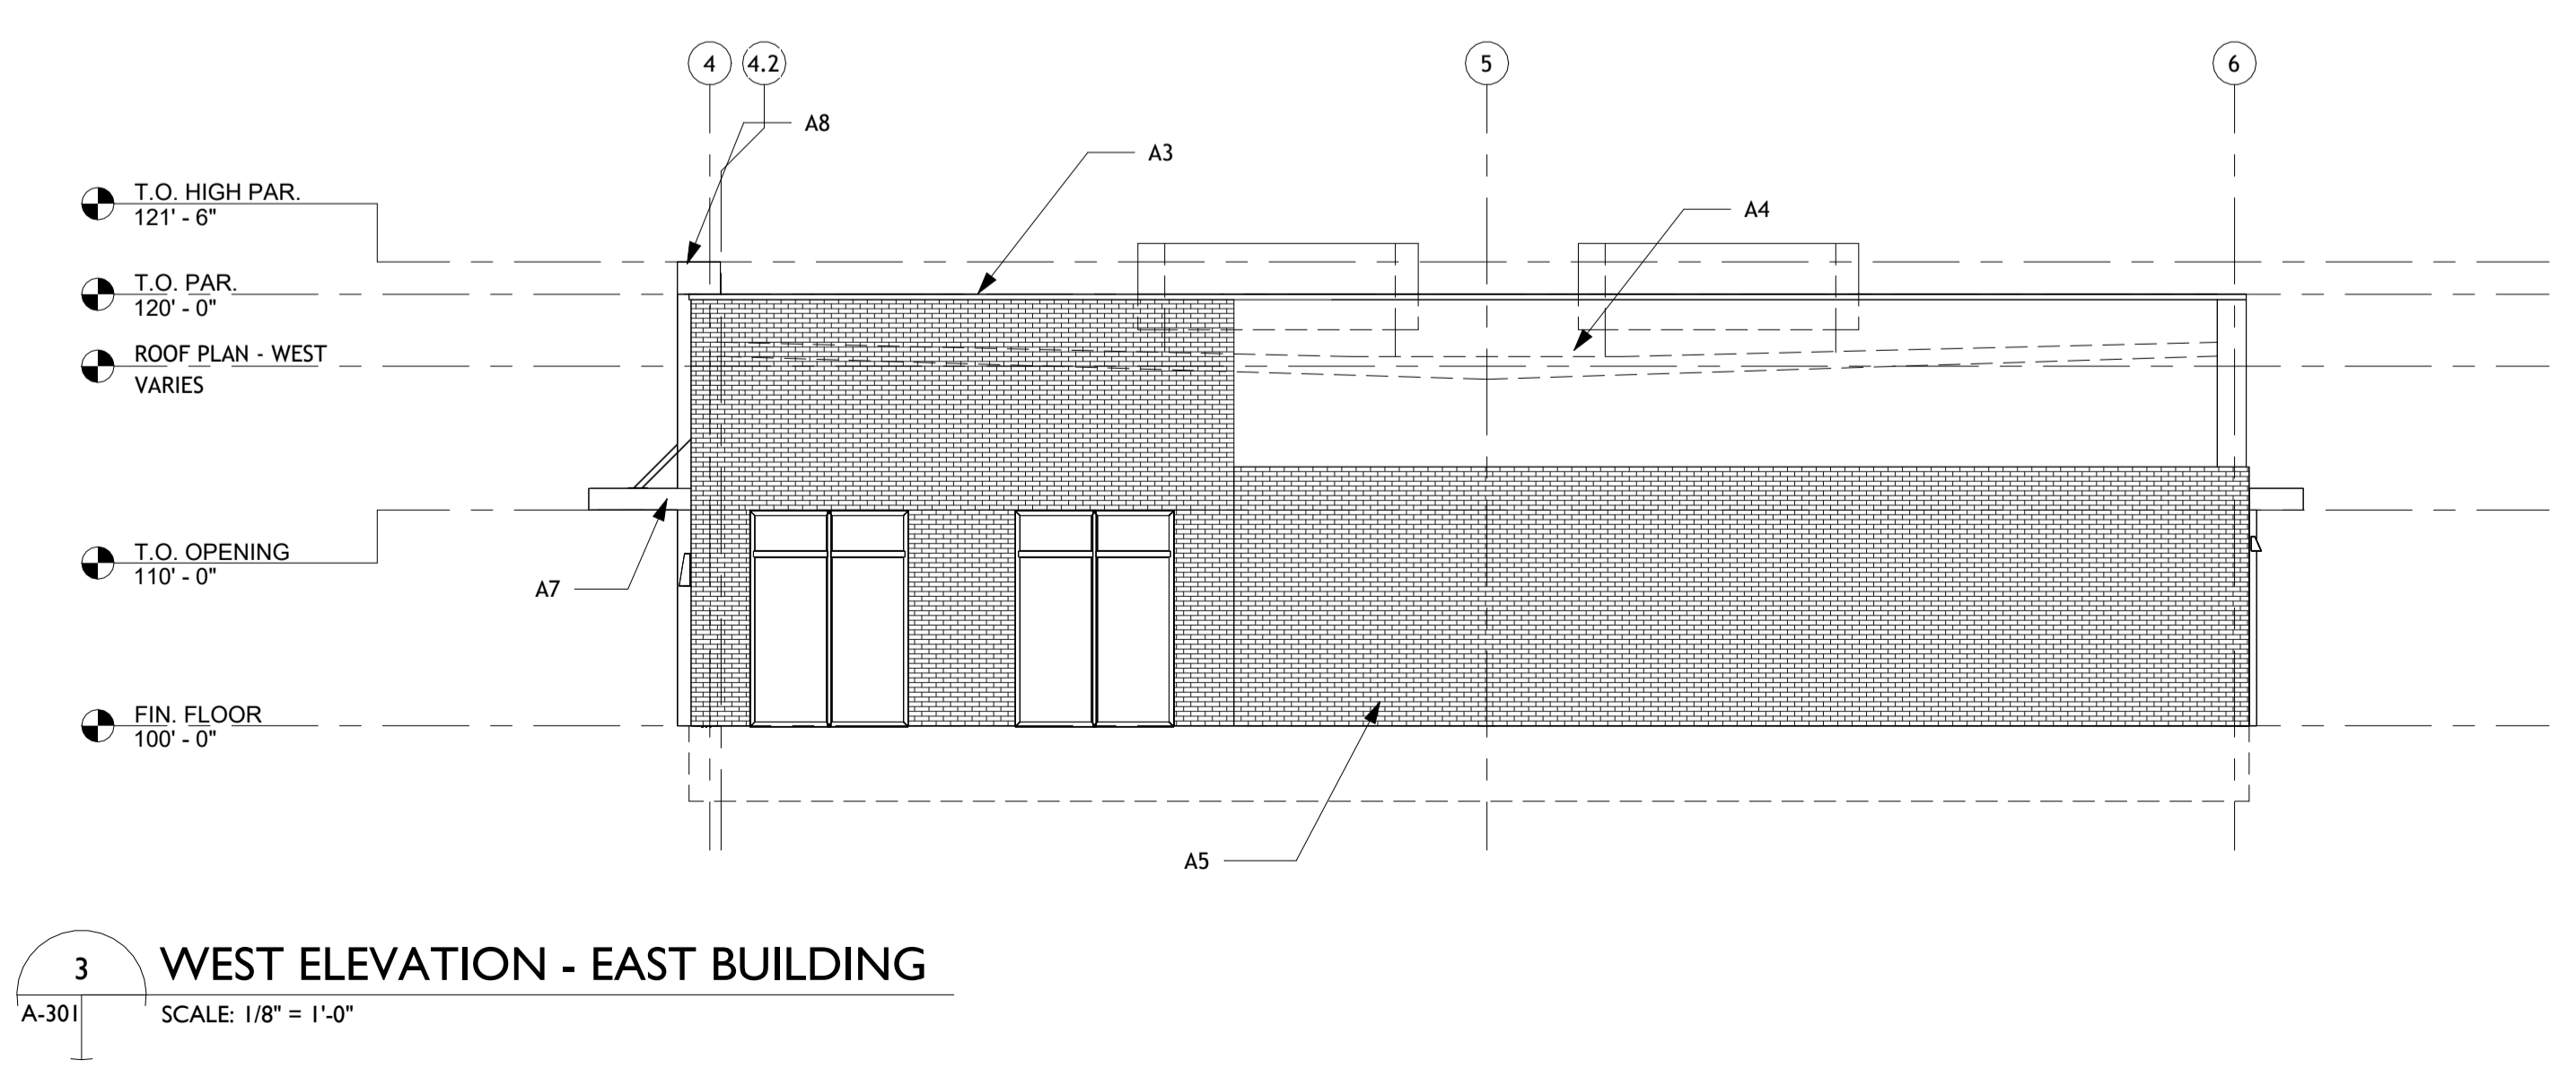 4
4.2
5
6
A8
A3
A4
T.O. HIGH PAR.
121' - 6"
T.O. PAR.
120' - 0"
ROOF PLAN - WEST
VARIES
T.O. OPENING
110' - 0"
A7
FIN. FLOOR
100' - 0"
A5
3
WEST ELEVATION - EAST BUILDING
A-301
SCALE: 1/8" = 1'-0"